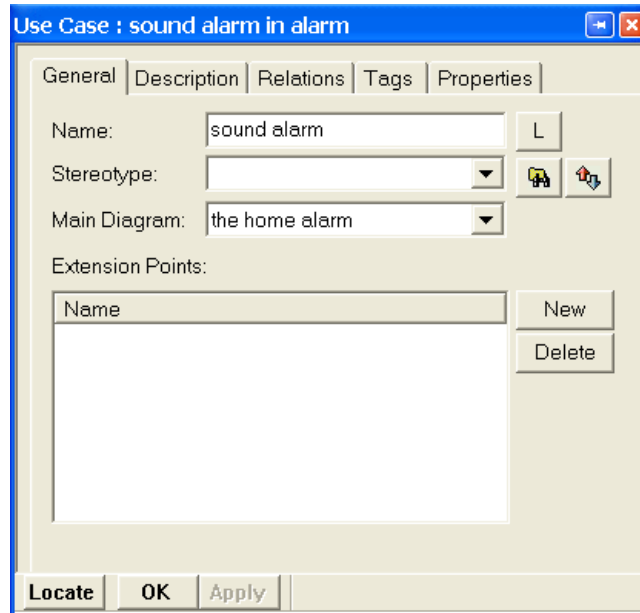 Use Case : sound alarm in alarm
General Description Relations Tags Properties
Name: sound alarm L
Stereotype:
Main Diagram: the home alarm
Extension Points:
Name New
Delete
Locate OK Apply